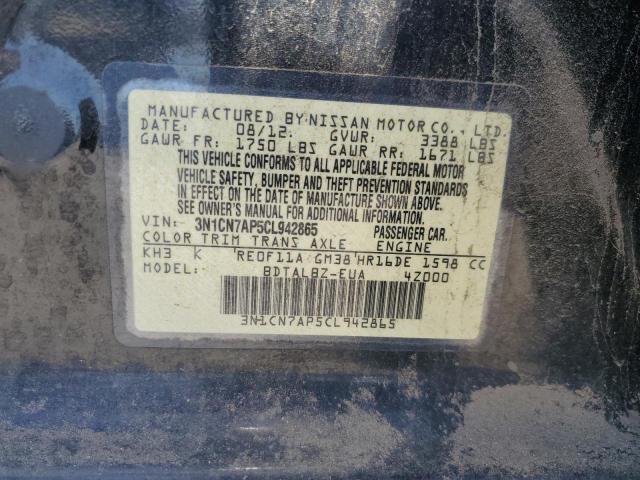 MANUFACTURED BY NISSAN MOTOR CO., LTD.
DATE: 08/12. GVWR: 3388 LBS
GAWR FR: 1750 LBS GAWR RR: 1671 LBS
THIS VEHICLE CONFORMS TO ALL APPLICABLE FEDERAL MOTOR
VEHICLE SAFETY, BUMPER AND THEFT PREVENTION STANDARDS
IN EFFECT ON THE DATE OF MANUFACTURE SHOWN ABOVE.
SEE OWNER'S MANUAL FOR ADDITIONAL INFORMATION.
VIN: 3N1CN7AP5CL942865 PASSENGER CAR.
COLOR TRIM TRANS AXLE ENGINE
KH3 K RE0F11A GM38 HR16DE 1598 CC
MODEL: BDTALBZ-EUA 4Z000
3N1CN7AP5CL942865